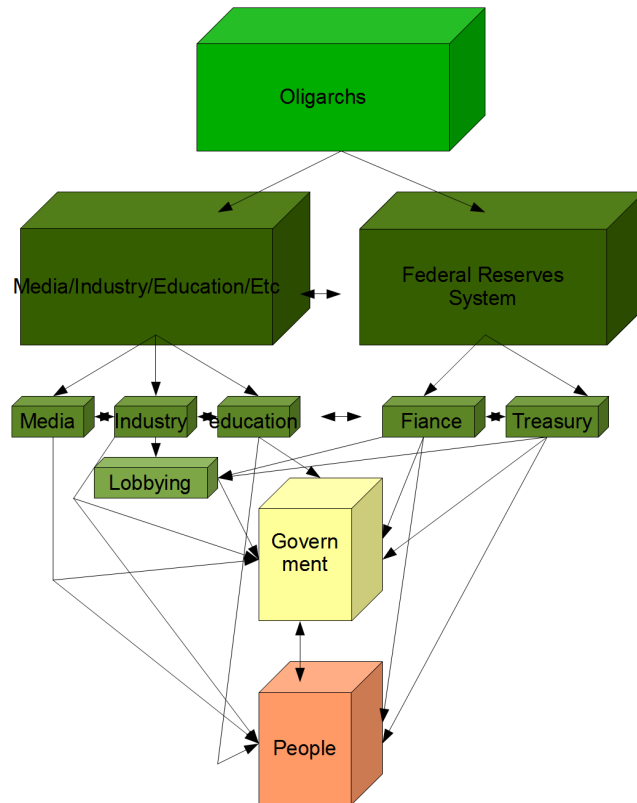 Oligarchs
Media/Industry/Education/Etc
Federal Reserves
System
Media
Industry
education
Fiance
Treasury
Lobbying
Govern
ment
People